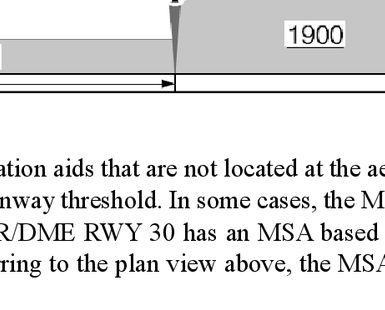 1900
ation aids that are not located at the ae
nway threshold. In some cases, the M
R/DME RWY 30 has an MSA based
ring to the plan view above, the MSA